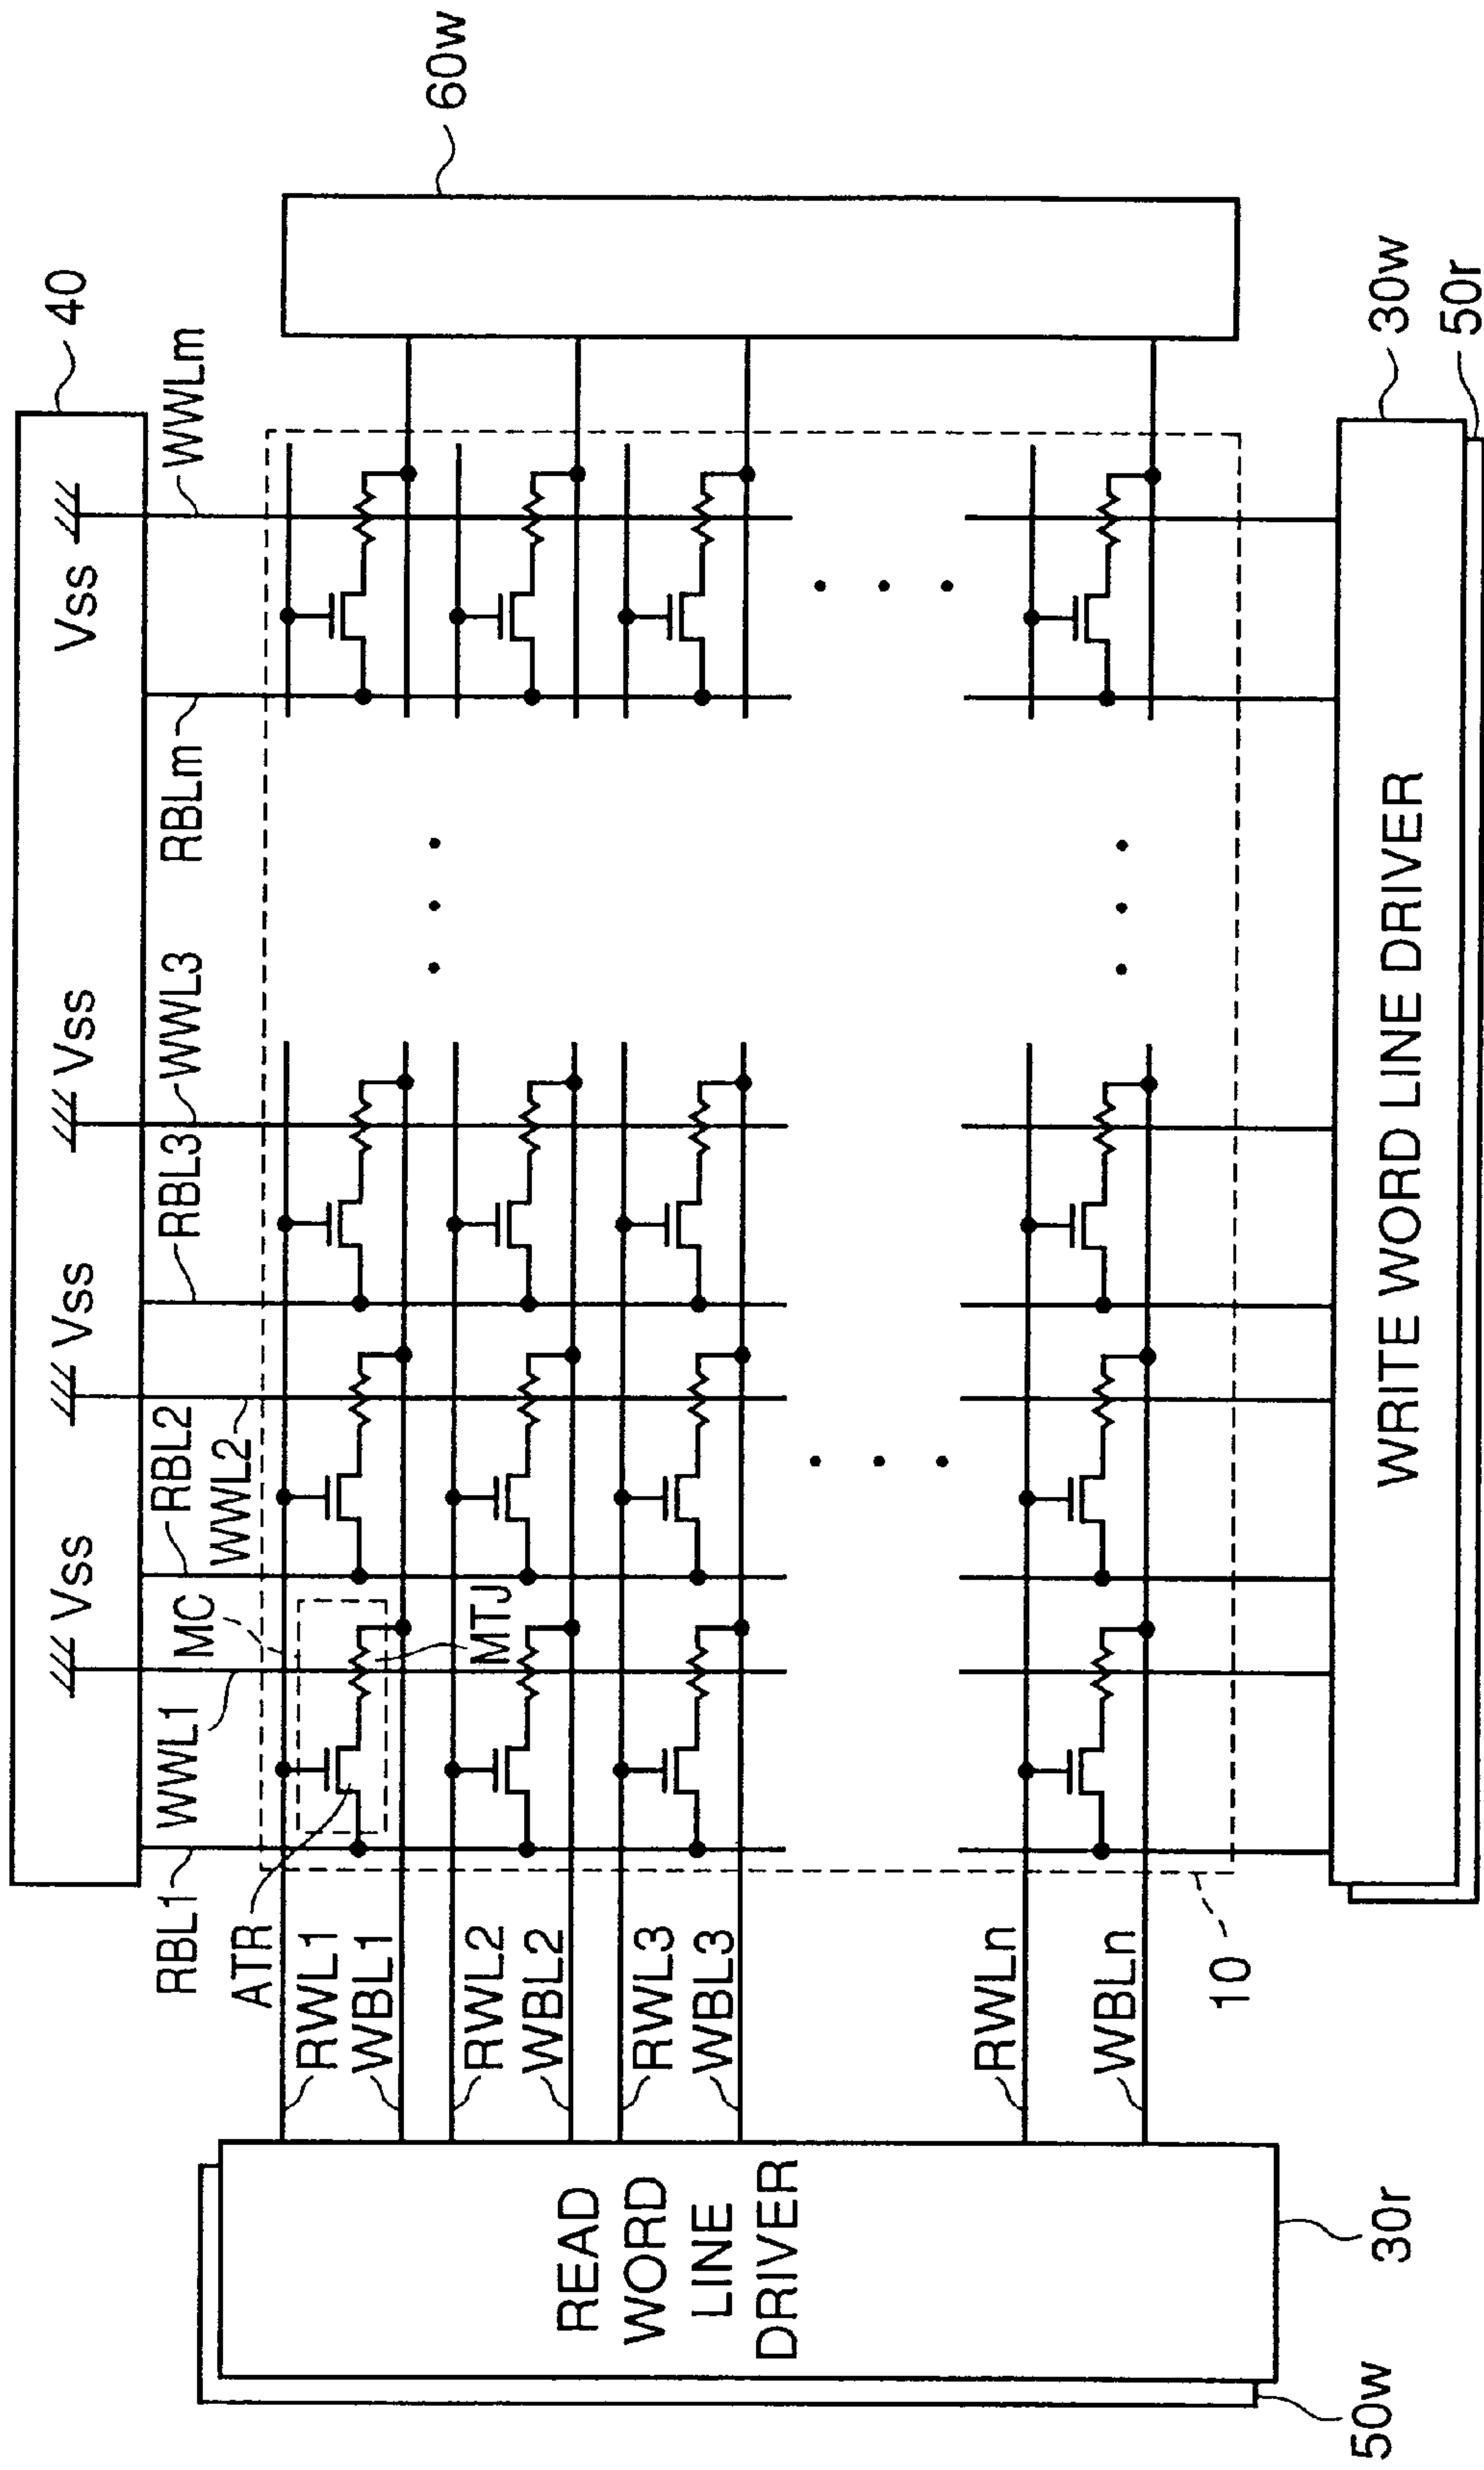 40
Vss
Vss
Vss
Vss
RBL1
WWL1
MC
RBL2
WWL2
RBL3
WWL3
RBLm
WWLm
60w
ATR
MTJ
RWL1
WBL1
RWL2
WBL2
RWL3
WBL3
RWLn
WBLn
READ
WORD
LINE
DRIVER
50w
30r
10
WRITE WORD LINE DRIVER
30w
50r